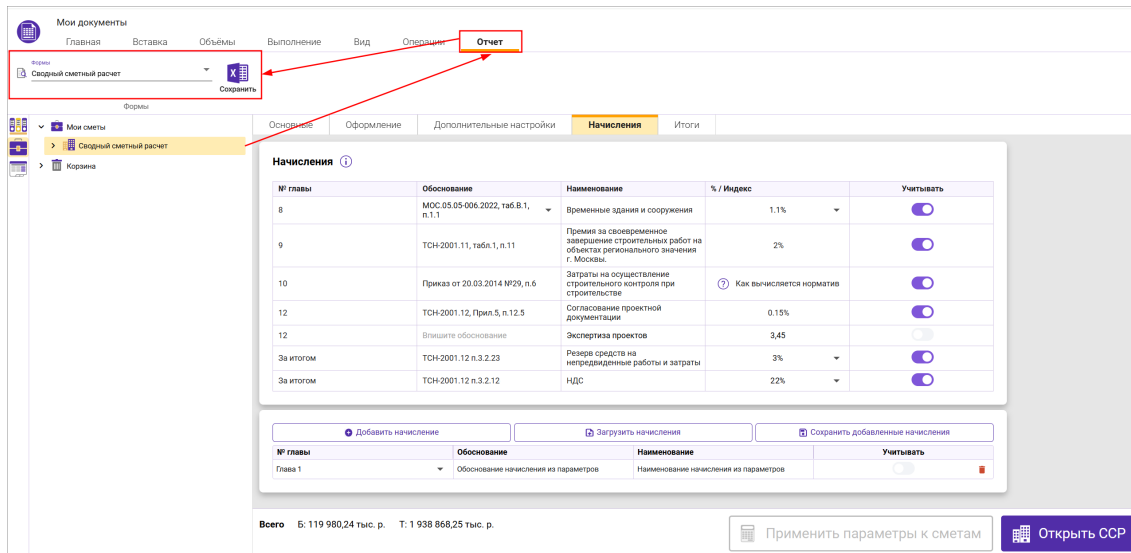 Мои документы
Главная Вставка Объёмы Выполнение Вид Операции Отчет
Формы
Сводный сметный расчет
Сохранить
Формы
Мои сметы
Сводный сметный расчет
Корзина
Основные Оформление Дополнительные настройки Начисления Итоги
Начисления
№ главы Обоснование Наименование % / Индекс Учитывать
8 МОС.05.05-006.2022, таб.В.1, п.1.1 Временные здания и сооружения 1.1%
9 ТСН-2001.11, табл.1, п.11 Премия за своевременное завершение строительных работ на объектах регионального значения г. Москвы. 2%
10 Приказ от 20.03.2014 №29, п.6 Затраты на осуществление строительного контроля при строительстве Как вычисляется норматив
12 ТСН-2001.12, Прил.5, п.12.5 Согласование проектной документации 0.15%
12 Впишите обоснование Экспертиза проектов 3,45
За итогом ТСН-2001.12 п.3.2.23 Резерв средств на непредвиденные работы и затраты 3%
За итогом ТСН-2001.12 п.3.2.12 НДС 22%
Добавить начисление Загрузить начисления Сохранить добавленные начисления
№ главы Обоснование Наименование Учитывать
Глава 1 Обоснование начисления из параметров Наименование начисления из параметров
Всего Б: 119 980,24 тыс. р. Т: 1 938 868,25 тыс. р.
Применить параметры к сметам
Открыть ССР